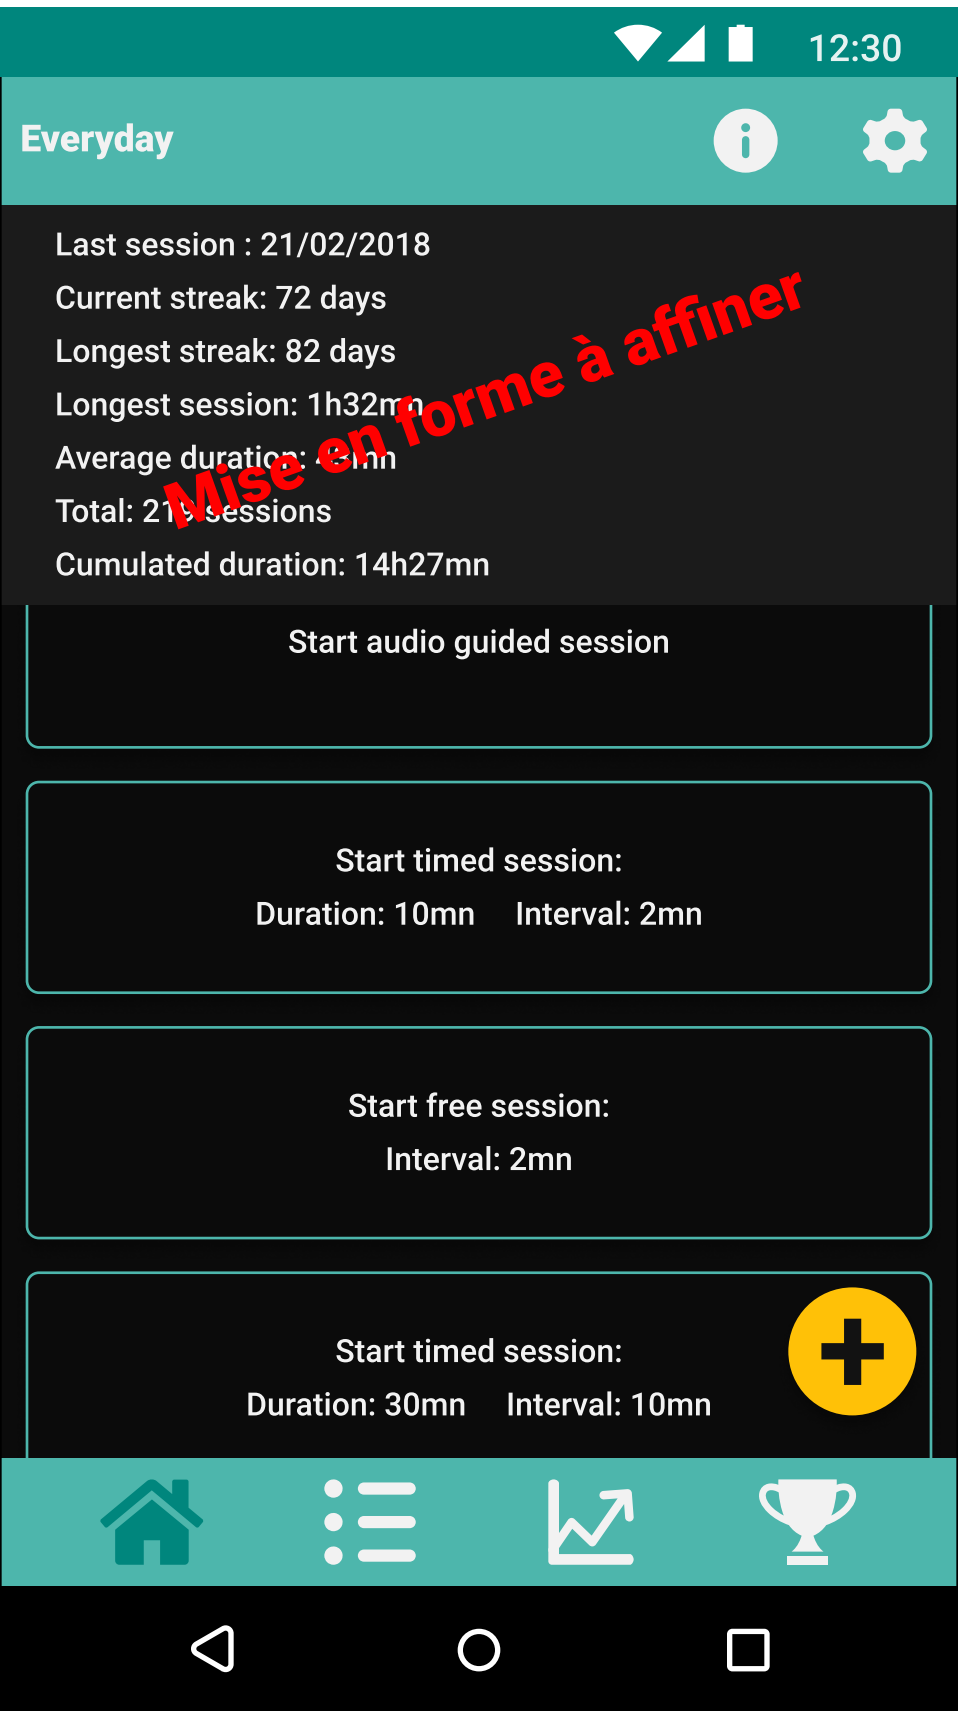 12:30
Everyday
Last session : 21/02/2018
Current streak: 72 days
Longest streak: 82 days
Longest session: 1h32mn
Average duration: 43mn
Total: 219 sessions
Cumulated duration: 14h27mn
Mise en forme à affiner
Start audio guided session
Start timed session:
Duration: 10mn Interval: 2mn
Start free session:
Interval: 2mn
Start timed session:
Duration: 30mn Interval: 10mn